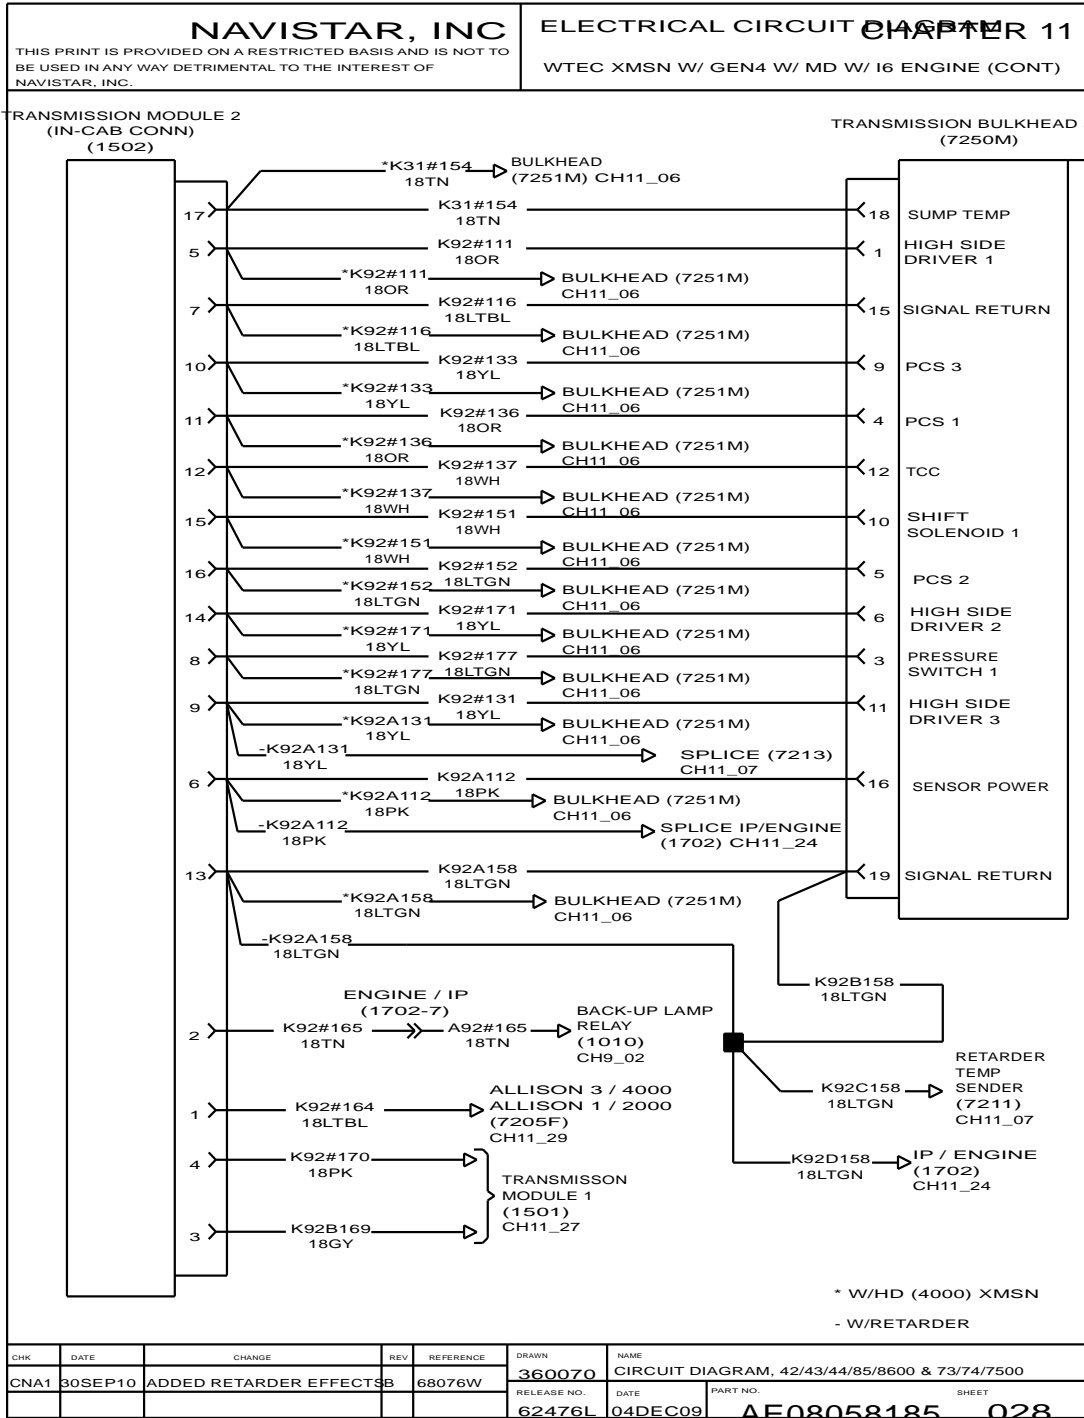 NAVISTAR, INC
THIS PRINT IS PROVIDED ON A RESTRICTED BASIS AND IS NOT TO
BE USED IN ANY WAY DETRIMENTAL TO THE INTEREST OF
NAVISTAR, INC.
ELECTRICAL CIRCUIT DIAGRAM
CHAPTER 11
WTEC XMSN W/ GEN4 W/ MD W/ I6 ENGINE (CONT)
TRANSMISSION MODULE 2
(IN-CAB CONN)
(1502)
TRANSMISSION BULKHEAD
(7250M)
*K31#154
18TN
BULKHEAD
(7251M) CH11_06
17
K31#154
18TN
18
SUMP TEMP
5
K92#111
18OR
1
HIGH SIDE
DRIVER 1
*K92#111
18OR
BULKHEAD (7251M)
CH11_06
7
K92#116
18LTBL
15
SIGNAL RETURN
*K92#116
18LTBL
BULKHEAD (7251M)
CH11_06
10
K92#133
18YL
9
PCS 3
*K92#133
18YL
BULKHEAD (7251M)
CH11_06
11
K92#136
18OR
4
PCS 1
*K92#136
18OR
BULKHEAD (7251M)
CH11_06
12
K92#137
18WH
12
TCC
*K92#137
18WH
BULKHEAD (7251M)
CH11_06
15
K92#151
18WH
10
SHIFT
SOLENOID 1
*K92#151
18WH
BULKHEAD (7251M)
CH11_06
16
K92#152
18LTGN
5
PCS 2
*K92#152
18LTGN
BULKHEAD (7251M)
CH11_06
14
K92#171
18YL
6
HIGH SIDE
DRIVER 2
*K92#171
18YL
BULKHEAD (7251M)
CH11_06
8
K92#177
18LTGN
3
PRESSURE
SWITCH 1
*K92#177
18LTGN
BULKHEAD (7251M)
CH11_06
9
K92#131
18YL
11
HIGH SIDE
DRIVER 3
*K92A131
18YL
BULKHEAD (7251M)
CH11_06
-K92A131
18YL
SPLICE (7213)
CH11_07
6
K92A112
18PK
16
SENSOR POWER
*K92A112
18PK
BULKHEAD (7251M)
CH11_06
-K92A112
18PK
SPLICE IP/ENGINE
(1702) CH11_24
13
K92A158
18LTGN
19
SIGNAL RETURN
*K92A158
18LTGN
BULKHEAD (7251M)
CH11_06
-K92A158
18LTGN
K92B158
18LTGN
ENGINE / IP
(1702-7)
2
K92#165
18TN
A92#165
18TN
BACK-UP LAMP
RELAY
(1010)
CH9_02
K92C158
18LTGN
RETARDER
TEMP
SENDER
(7211)
CH11_07
1
K92#164
18LTBL
ALLISON 3 / 4000
ALLISON 1 / 2000
(7205F)
CH11_29
4
K92#170
18PK
K92D158
18LTGN
IP / ENGINE
(1702)
CH11_24
TRANSMISSON
MODULE 1
(1501)
CH11_27
3
K92B169
18GY
* W/HD (4000) XMSN
- W/RETARDER
CHK DATE CHANGE REV REFERENCE
CNA1 30SEP10 ADDED RETARDER EFFECTS B 68076W
DRAWN
360070
NAME
CIRCUIT DIAGRAM, 42/43/44/85/8600 & 73/74/7500
RELEASE NO.
62476L
DATE
04DEC09
PART NO.
AF08058185
SHEET
028